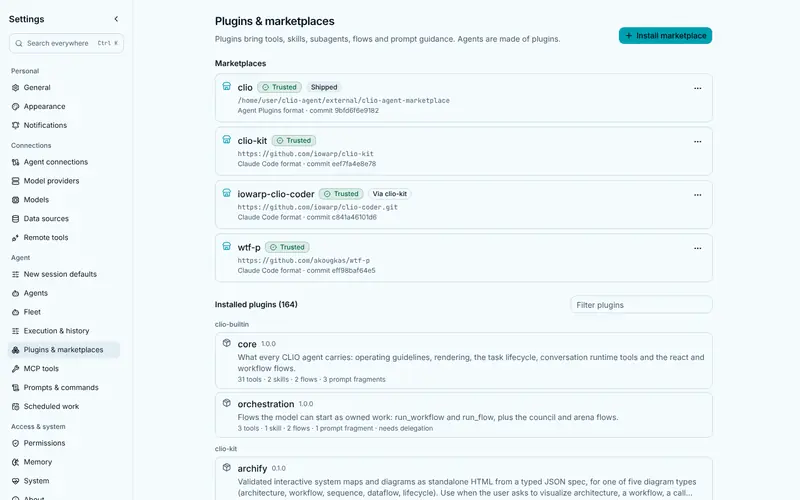 Settings
Search everywhere Ctrl K
Personal
General
Appearance
Notifications
Connections
Agent connections
Model providers
Models
Data sources
Remote tools
Agent
New session defaults
Agents
Fleet
Execution & history
Plugins & marketplaces
MCP tools
Prompts & commands
Scheduled work
Access & system
Permissions
Memory
System
About
Plugins & marketplaces
Plugins bring tools, skills, subagents, flows and prompt guidance. Agents are made of plugins.
Install marketplace
Marketplaces
clio Trusted Shipped
/home/user/clio-agent/external/clio-agent-marketplace
Agent Plugins format · commit 9bfd6f6e9182
clio-kit Trusted
https://github.com/iowarp/clio-kit
Claude Code format · commit eef7fa4e8e78
iowarp-clio-coder Trusted Via clio-kit
https://github.com/iowarp/clio-coder.git
Claude Code format · commit c841a46101d6
wtf-p Trusted
https://github.com/akougkas/wtf-p
Claude Code format · commit eff98baf64e5
Installed plugins (164)
Filter plugins
clio-builtin
core 1.0.0
What every CLIO agent carries: operating guidelines, rendering, the task lifecycle, conversation runtime tools and the react and
workflow flows.
31 tools · 2 skills · 2 flows · 3 prompt fragments
orchestration 1.0.0
Flows the model can start as owned work: run_workflow and run_flow, plus the council and arena flows.
3 tools · 1 skill · 2 flows · 1 prompt fragment · needs delegation
clio-kit
archify 0.1.0
Validated interactive system maps and diagrams as standalone HTML from a typed JSON spec, for one of five diagram types
(architecture, workflow, sequence, dataflow, lifecycle). Use when the user asks to visualize architecture, a workflow, a call...